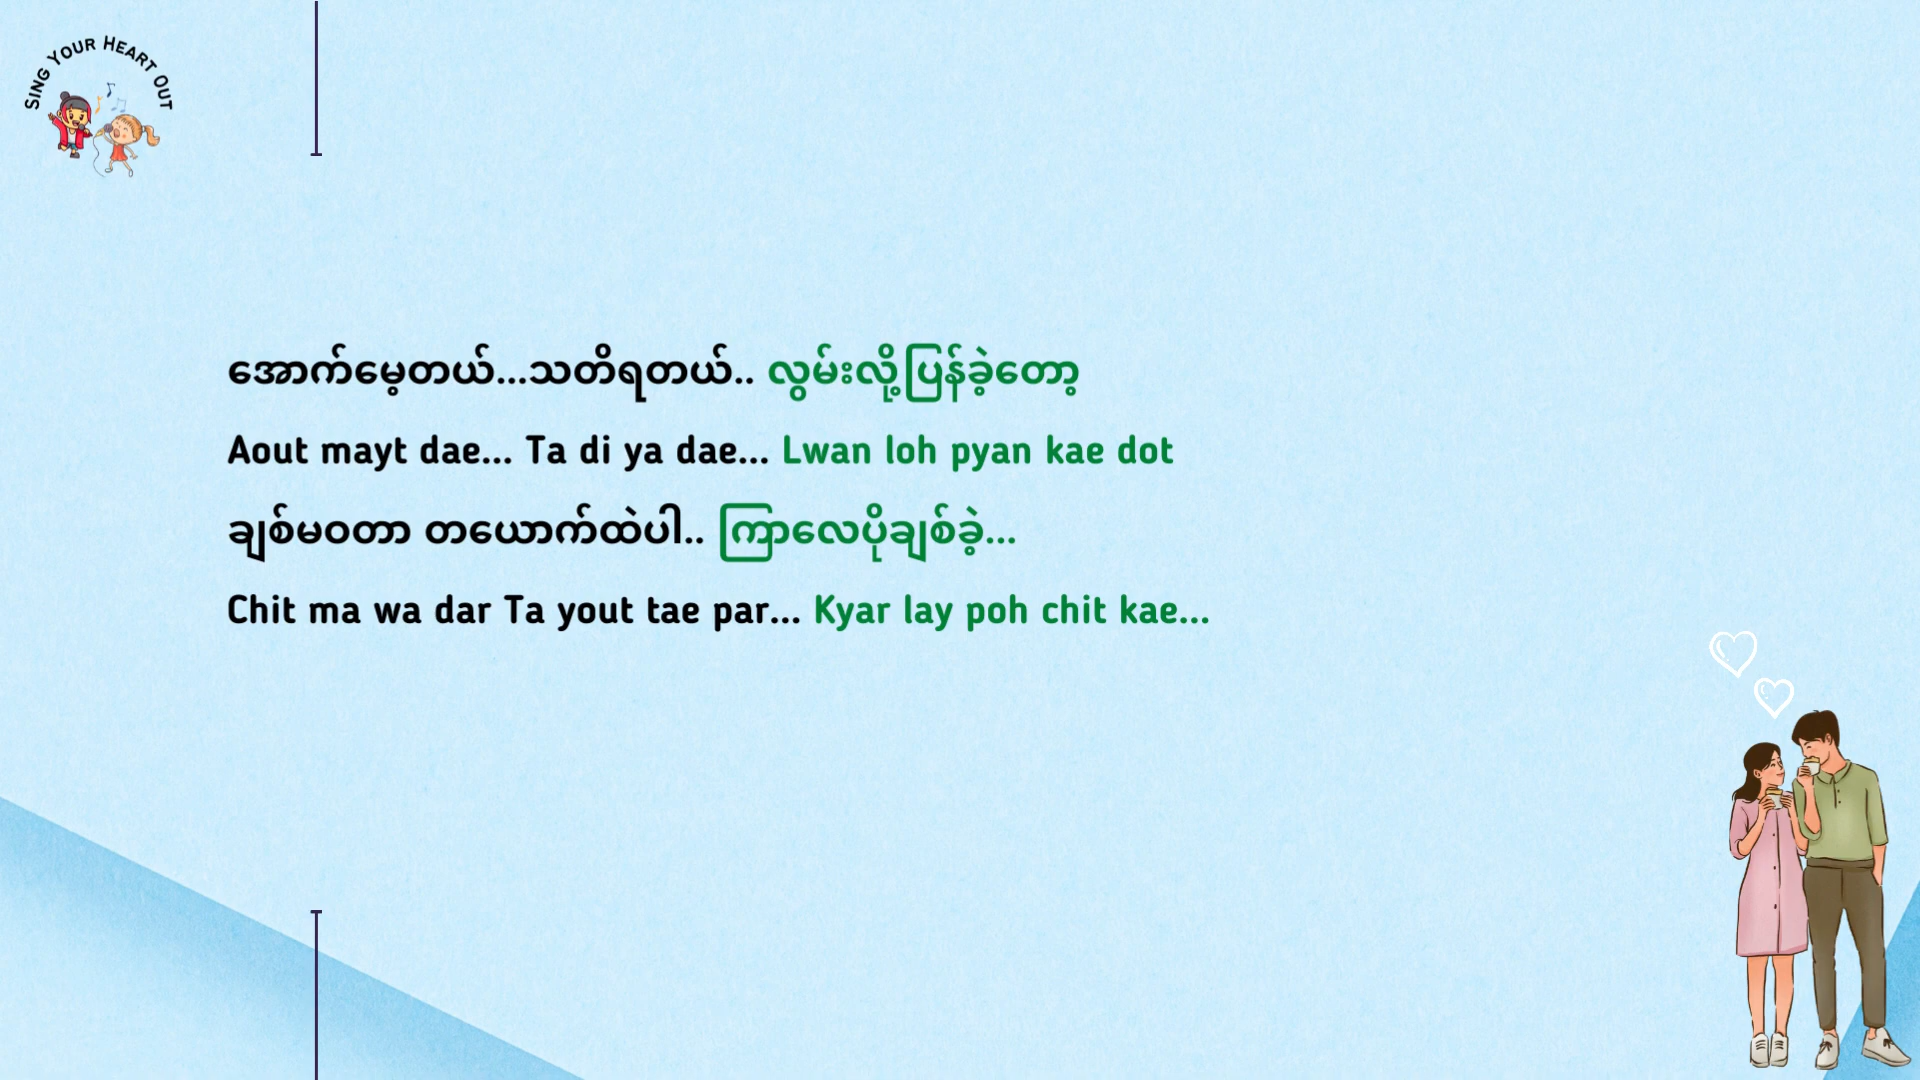 Sing Your Heart Out
အောက်မေ့တယ်...သတိရတယ်.. လွမ်းလို့ပြန်ခဲ့တော့
Aout mayt dae... Ta di ya dae... Lwan loh pyan kae dot
ချစ်မဝတာ တယောက်ထဲပါ.. ကြာလေပိုချစ်ခဲ့...
Chit ma wa dar Ta yout tae par... Kyar lay poh chit kae...